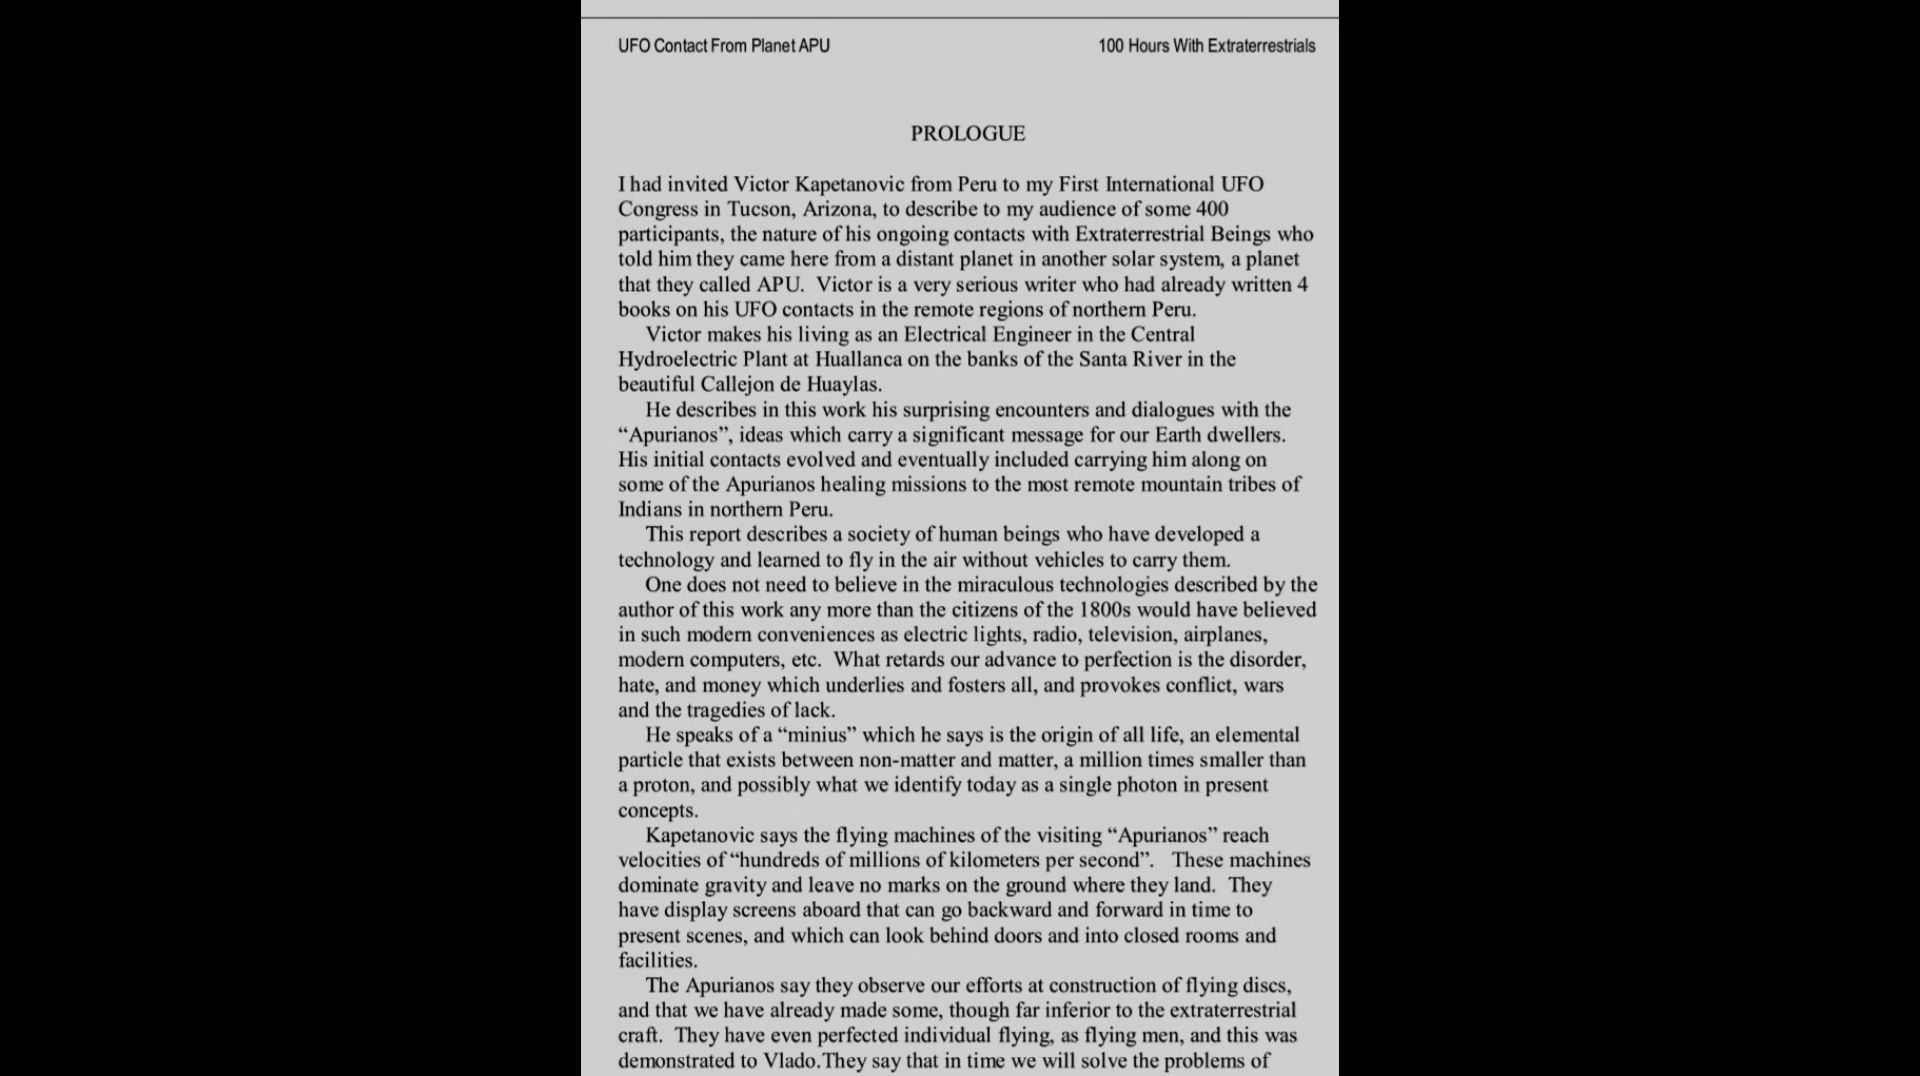 UFO Contact From Planet APU 100 Hours With Extraterrestrials
PROLOGUE
I had invited Victor Kapetanovic from Peru to my First International UFO
Congress in Tucson, Arizona, to describe to my audience of some 400
participants, the nature of his ongoing contacts with Extraterrestrial Beings who
told him they came here from a distant planet in another solar system, a planet
that they called APU. Victor is a very serious writer who had already written 4
books on his UFO contacts in the remote regions of northern Peru.
Victor makes his living as an Electrical Engineer in the Central
Hydroelectric Plant at Huallanca on the banks of the Santa River in the
beautiful Callejon de Huaylas.
He describes in this work his surprising encounters and dialogues with the
“Apurianos”, ideas which carry a significant message for our Earth dwellers.
His initial contacts evolved and eventually included carrying him along on
some of the Apurianos healing missions to the most remote mountain tribes of
Indians in northern Peru.
This report describes a society of human beings who have developed a
technology and learned to fly in the air without vehicles to carry them.
One does not need to believe in the miraculous technologies described by the
author of this work any more than the citizens of the 1800s would have believed
in such modern conveniences as electric lights, radio, television, airplanes,
modern computers, etc. What retards our advance to perfection is the disorder,
hate, and money which underlies and fosters all, and provokes conflict, wars
and the tragedies of lack.
He speaks of a “minius” which he says is the origin of all life, an elemental
particle that exists between non-matter and matter, a million times smaller than
a proton, and possibly what we identify today as a single photon in present
concepts.
Kapetanovic says the flying machines of the visiting “Apurianos” reach
velocities of “hundreds of millions of kilometers per second”. These machines
dominate gravity and leave no marks on the ground where they land. They
have display screens aboard that can go backward and forward in time to
present scenes, and which can look behind doors and into closed rooms and
facilities.
The Apurianos say they observe our efforts at construction of flying discs,
and that we have already made some, though far inferior to the extraterrestrial
craft. They have even perfected individual flying, as flying men, and this was
demonstrated to Vlado.They say that in time we will solve the problems of